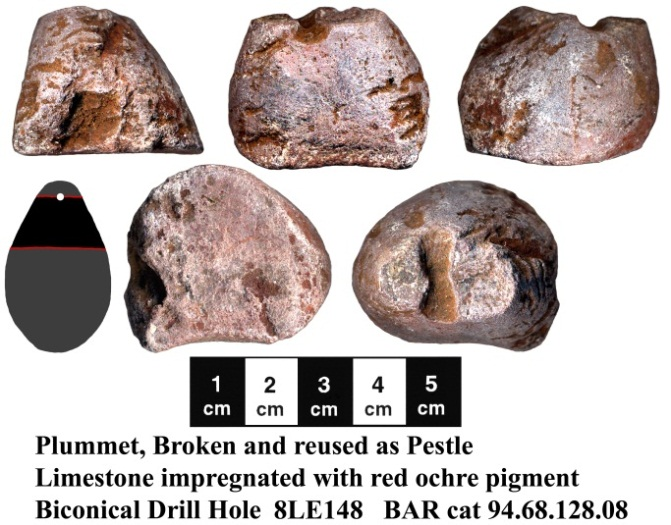 1 2 3 4 5
cm cm cm cm cm
Plummet, Broken and reused as Pestle
Limestone impregnated with red ochre pigment
Biconical Drill Hole 8LE148 BAR cat 94.68.128.08